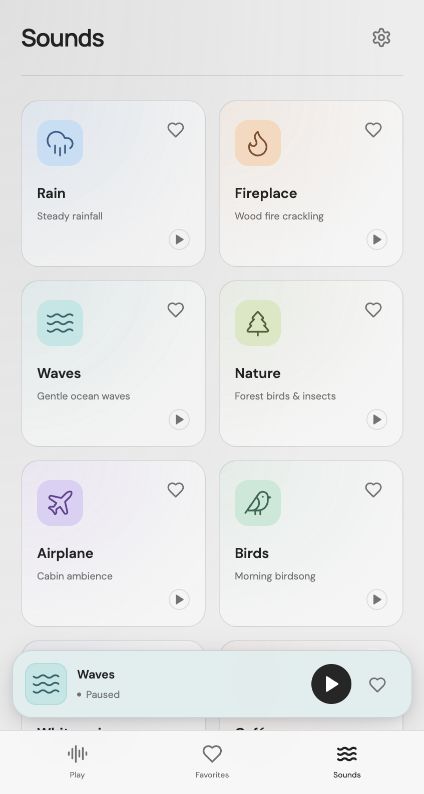 Sounds
Rain
Steady rainfall
Fireplace
Wood fire crackling
Waves
Gentle ocean waves
Nature
Forest birds & insects
Airplane
Cabin ambience
Birds
Morning birdsong
Waves
Paused
Play
Favorites
Sounds